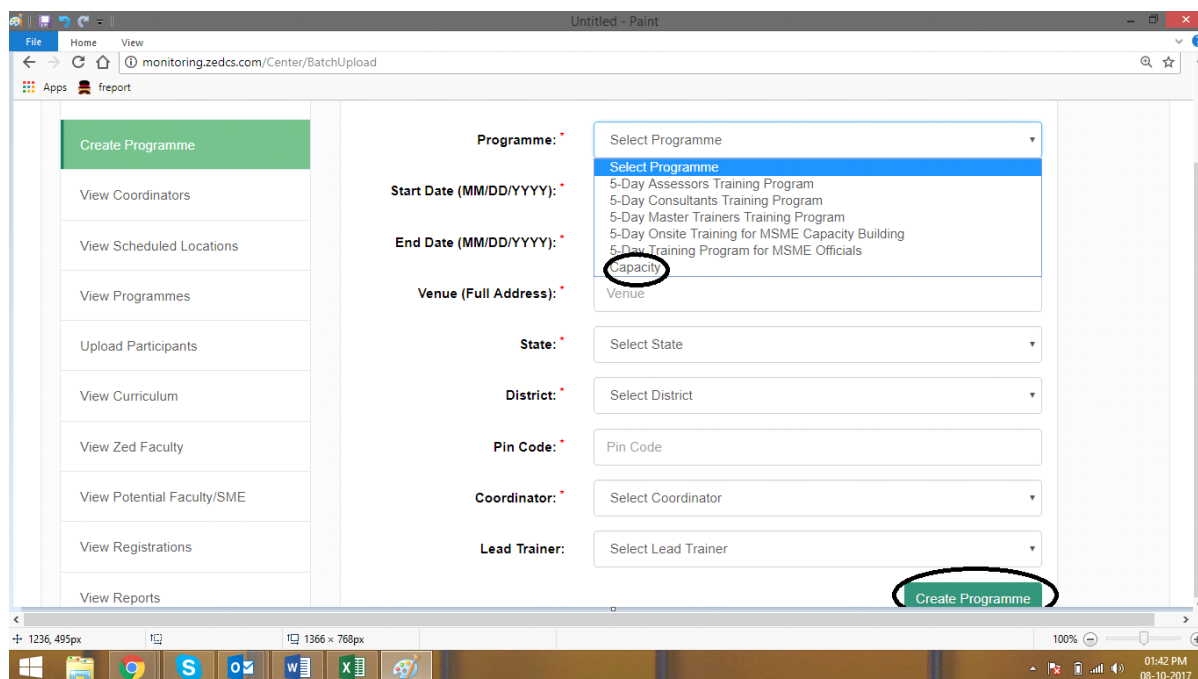 Untitled - Paint
File Home View
monitoring.zedcs.com/Center/BatchUpload
Apps freport
Create Programme
View Coordinators
View Scheduled Locations
View Programmes
Upload Participants
View Curriculum
View Zed Faculty
View Potential Faculty/SME
View Registrations
View Reports
Programme: * Select Programme
Select Programme
5-Day Assessors Training Program
5-Day Consultants Training Program
5-Day Master Trainers Training Program
5-Day Onsite Training for MSME Capacity Building
5-Day Training Program for MSME Officials
Capacity
Start Date (MM/DD/YYYY): *
End Date (MM/DD/YYYY): *
Venue (Full Address): * Venue
State: * Select State
District: * Select District
Pin Code: * Pin Code
Coordinator: * Select Coordinator
Lead Trainer: Select Lead Trainer
Create Programme
1236, 495px 1366 × 768px 100%
01:42 PM
08-10-2017